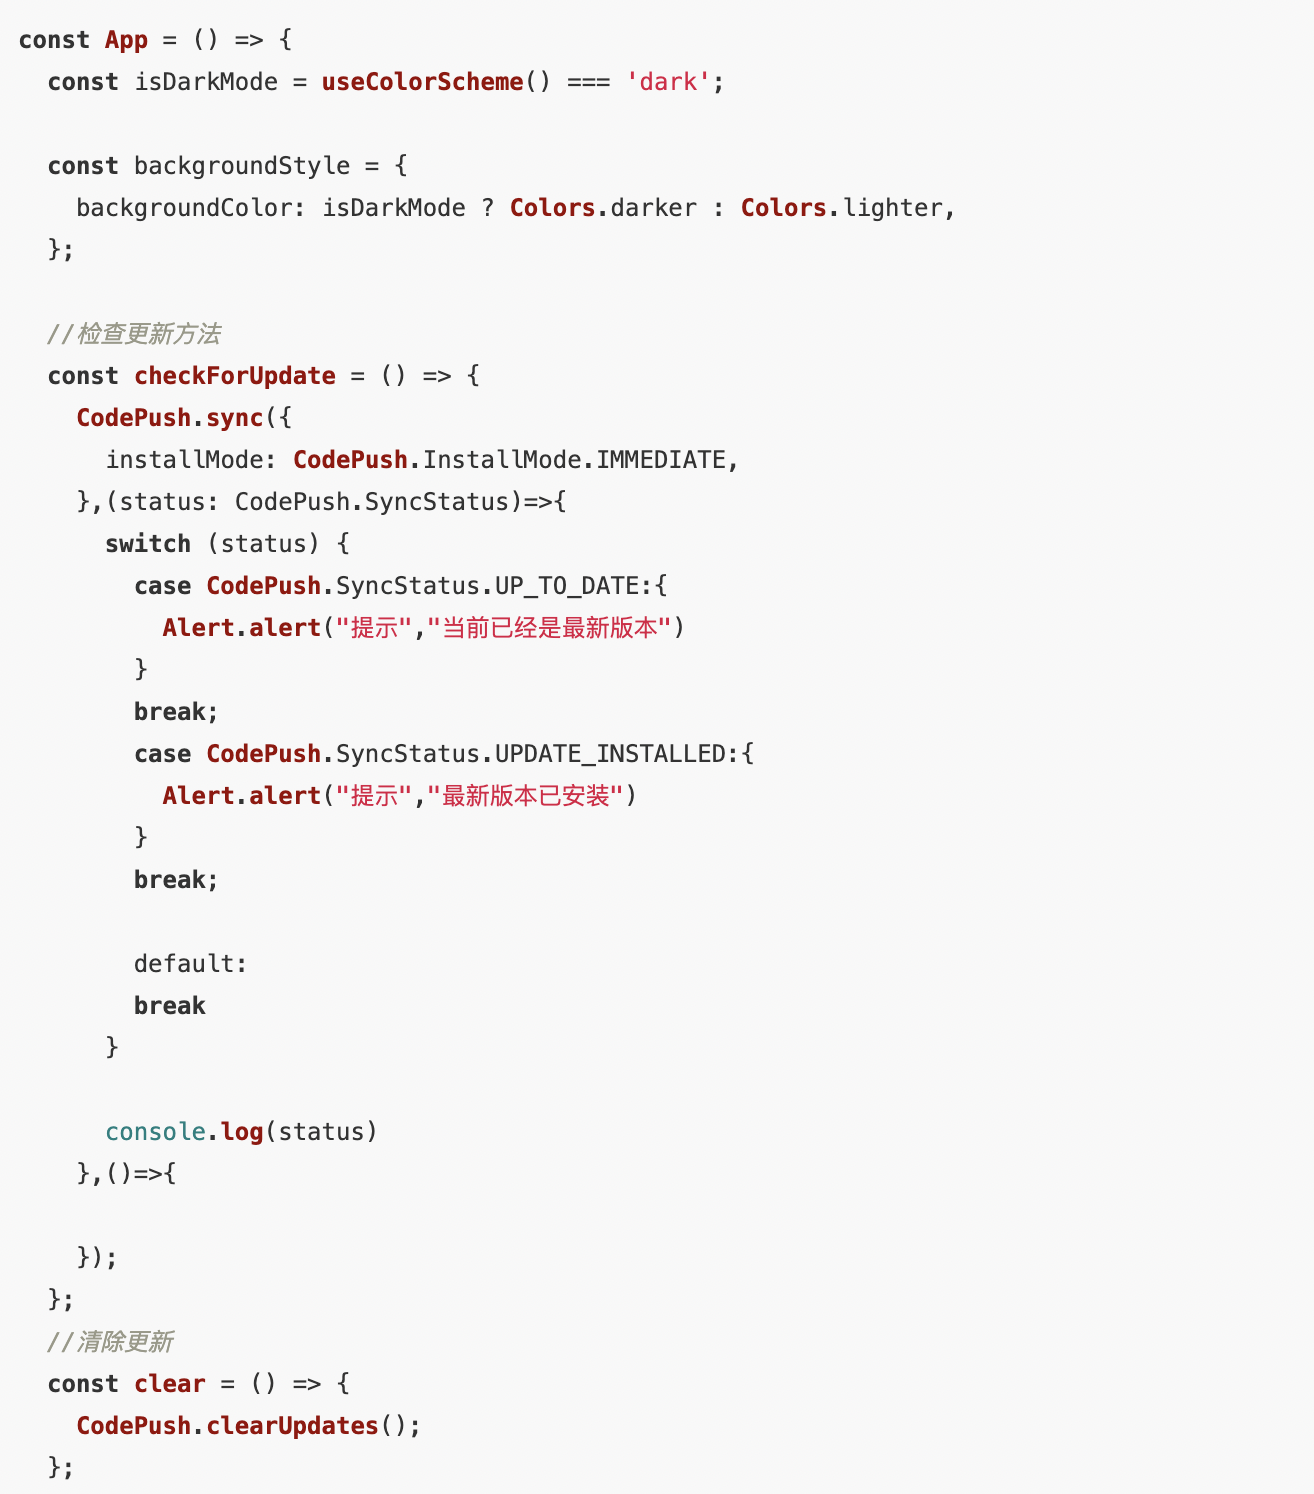 const App = () => {
  const isDarkMode = useColorScheme() === 'dark';

  const backgroundStyle = {
    backgroundColor: isDarkMode ? Colors.darker : Colors.lighter,
  };

  //检查更新方法
  const checkForUpdate = () => {
    CodePush.sync({
      installMode: CodePush.InstallMode.IMMEDIATE,
    },(status: CodePush.SyncStatus)=>{
      switch (status) {
        case CodePush.SyncStatus.UP_TO_DATE:{
          Alert.alert("提示","当前已经是最新版本")
        }
        break;
        case CodePush.SyncStatus.UPDATE_INSTALLED:{
          Alert.alert("提示","最新版本已安装")
        }
        break;

        default:
        break
      }

      console.log(status)
    },()=>{

    });
  };
  //清除更新
  const clear = () => {
    CodePush.clearUpdates();
  };